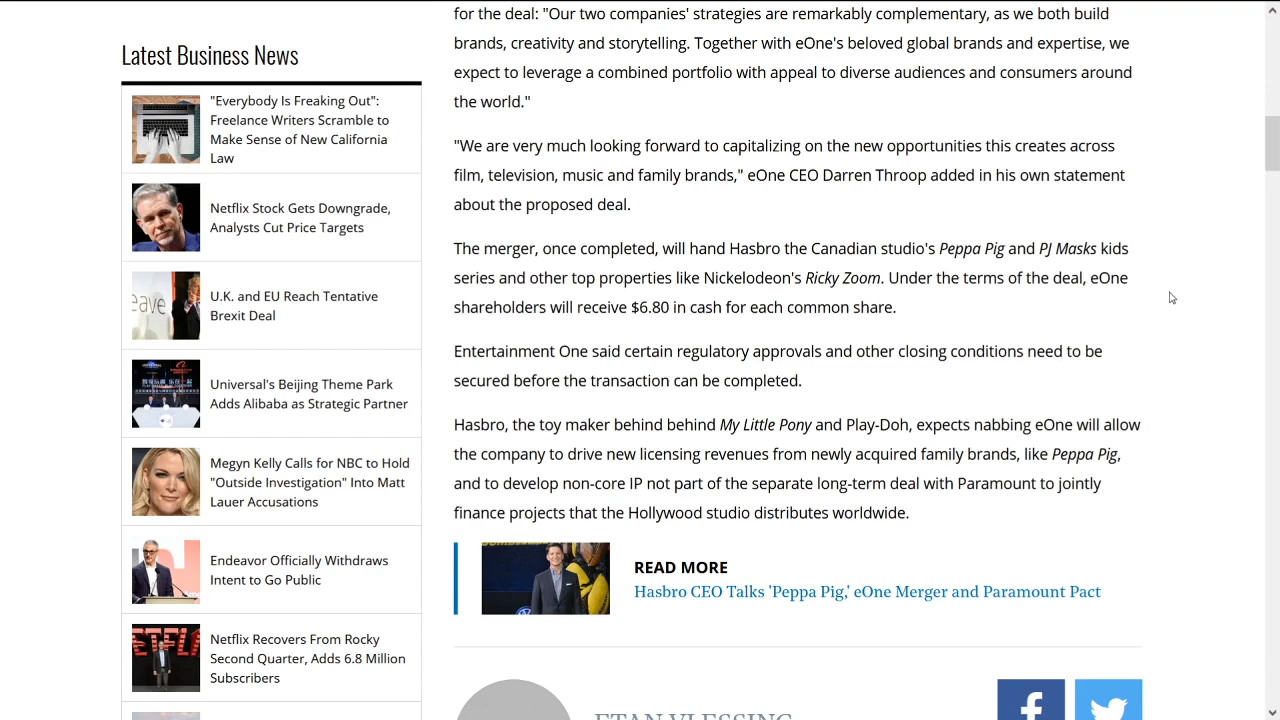 Latest Business News
"Everybody Is Freaking Out":
Freelance Writers Scramble to
Make Sense of New California
Law
Netflix Stock Gets Downgrade,
Analysts Cut Price Targets
U.K. and EU Reach Tentative
Brexit Deal
Universal's Beijing Theme Park
Adds Alibaba as Strategic Partner
Megyn Kelly Calls for NBC to Hold
"Outside Investigation" Into Matt
Lauer Accusations
Endeavor Officially Withdraws
Intent to Go Public
Netflix Recovers From Rocky
Second Quarter, Adds 6.8 Million
Subscribers
for the deal: "Our two companies' strategies are remarkably complementary, as we both build
brands, creativity and storytelling. Together with eOne's beloved global brands and expertise, we
expect to leverage a combined portfolio with appeal to diverse audiences and consumers around
the world."
"We are very much looking forward to capitalizing on the new opportunities this creates across
film, television, music and family brands," eOne CEO Darren Throop added in his own statement
about the proposed deal.
The merger, once completed, will hand Hasbro the Canadian studio's Peppa Pig and PJ Masks kids
series and other top properties like Nickelodeon's Ricky Zoom. Under the terms of the deal, eOne
shareholders will receive $6.80 in cash for each common share.
Entertainment One said certain regulatory approvals and other closing conditions need to be
secured before the transaction can be completed.
Hasbro, the toy maker behind behind My Little Pony and Play-Doh, expects nabbing eOne will allow
the company to drive new licensing revenues from newly acquired family brands, like Peppa Pig,
and to develop non-core IP not part of the separate long-term deal with Paramount to jointly
finance projects that the Hollywood studio distributes worldwide.
READ MORE
Hasbro CEO Talks 'Peppa Pig,' eOne Merger and Paramount Pact
ETAN VLESSING